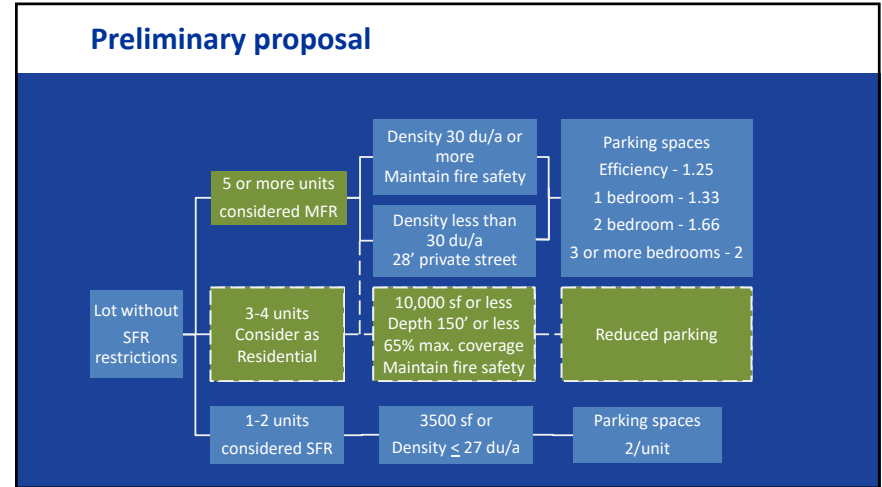 Preliminary proposal
Density 30 du/a or
more
Maintain fire safety
Parking spaces
Efficiency - 1.25
1 bedroom - 1.33
2 bedroom - 1.66
3 or more bedrooms - 2
5 or more units
considered MFR
Density less than
30 du/a
28' private street
Lot without
SFR
restrictions
3-4 units
Consider as
Residential
10,000 sf or less
Depth 150' or less
65% max. coverage
Maintain fire safety
Reduced parking
1-2 units
considered SFR
3500 sf or
Density < 27 du/a
Parking spaces
2/unit